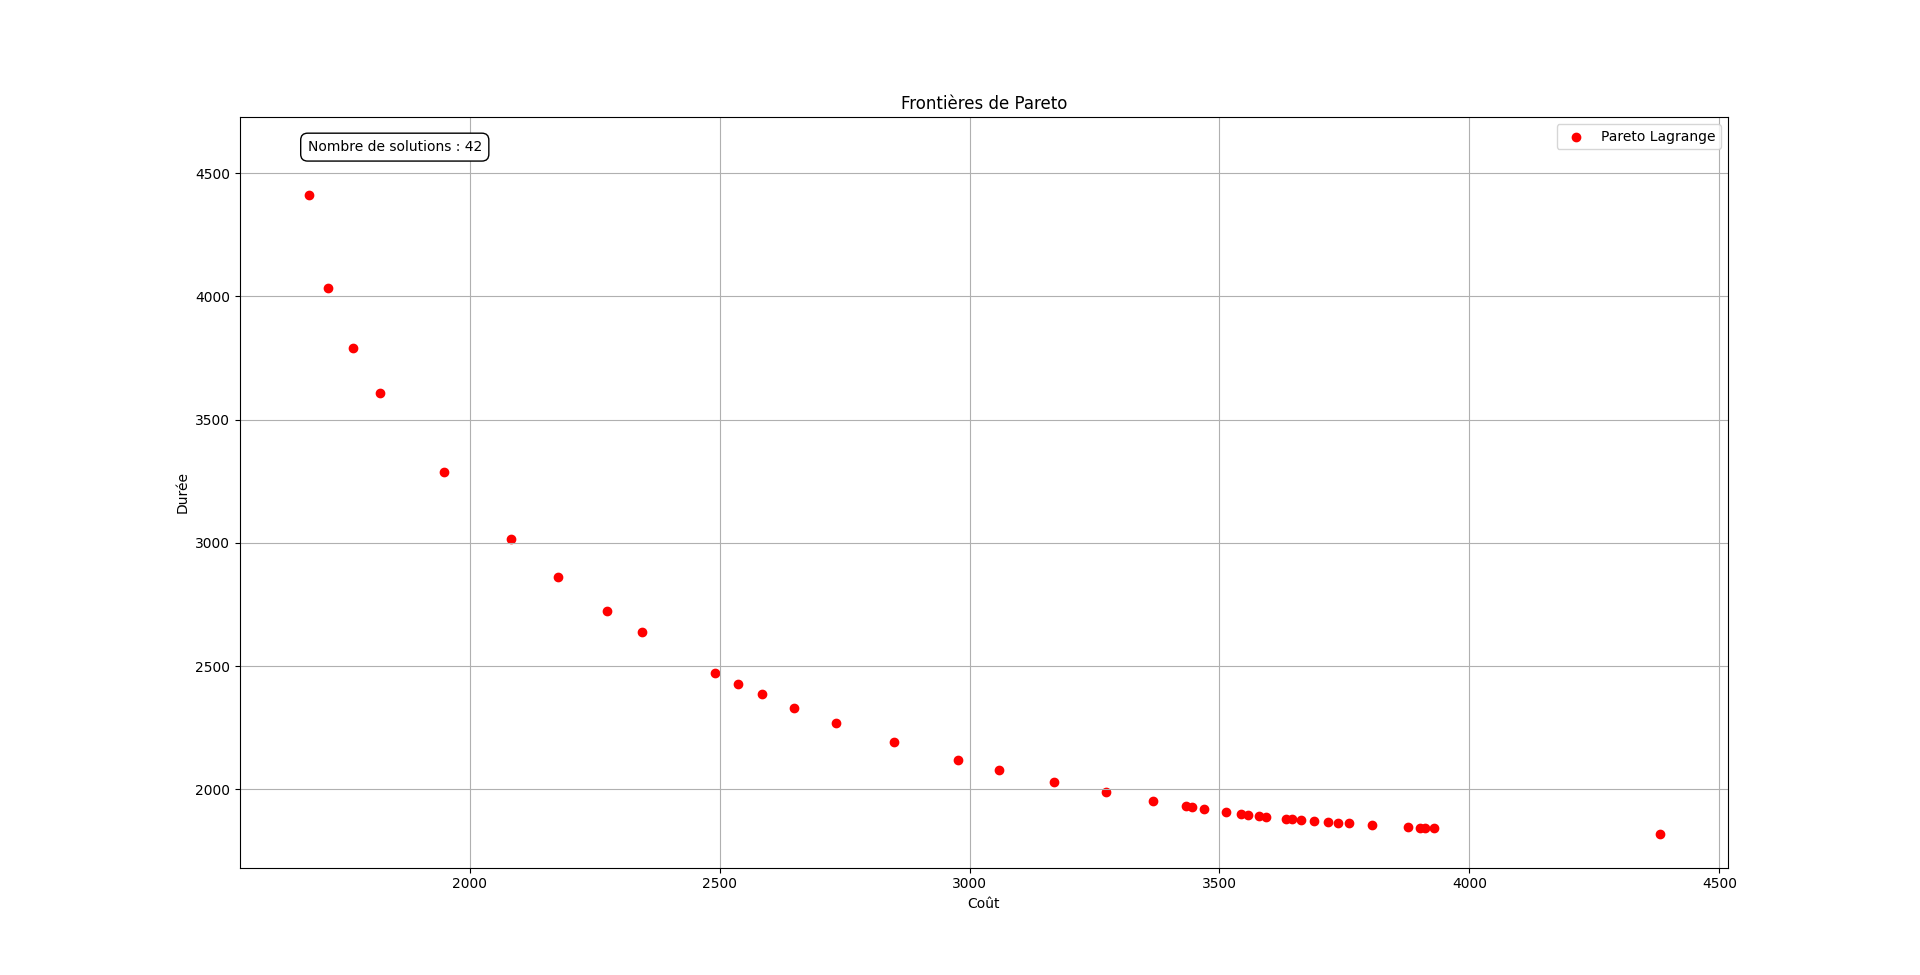 Frontières de Pareto
Nombre de solutions : 42
Pareto Lagrange
4500
4000
3500
3000
2500
2000
Durée
2000 2500 3000 3500 4000 4500
Coût